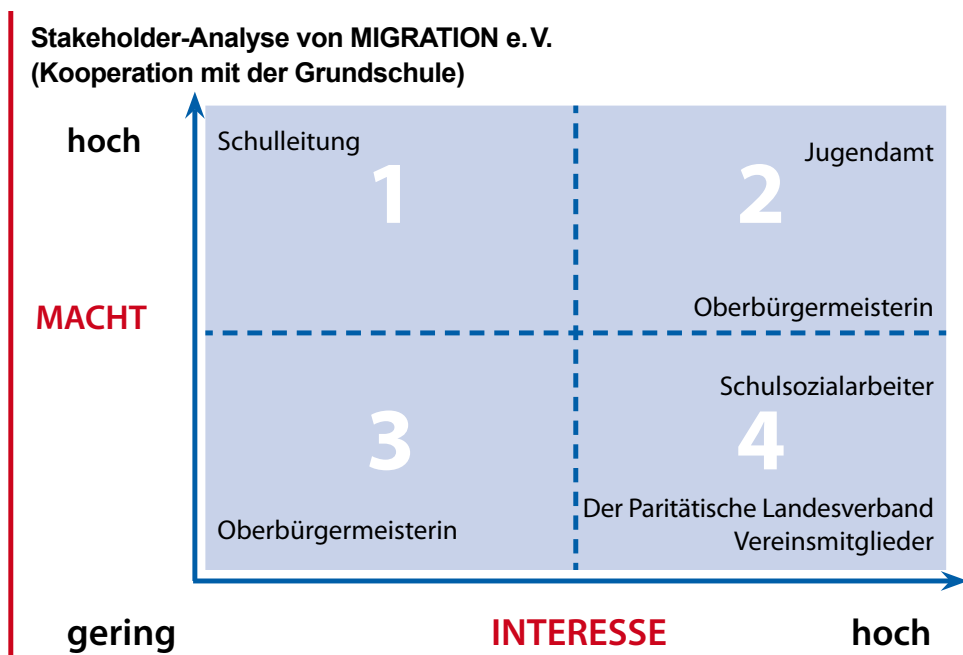 Stakeholder-Analyse von MIGRATION e.V.
(Kooperation mit der Grundschule)
hoch
Schulleitung
1
Jugendamt
2
Oberbürgermeisterin
MACHT
Schulsozialarbeiter
3
4
Der Paritätische Landesverband
Vereinsmitglieder
Oberbürgermeisterin
gering
INTERESSE
hoch